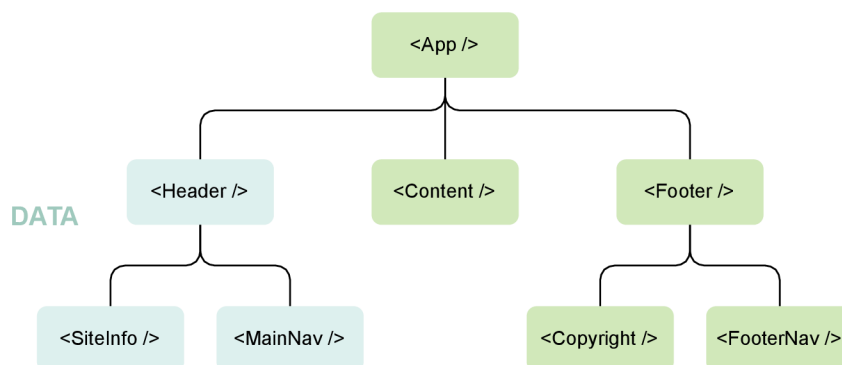 <App />
<Header />
<Content />
<Footer />
DATA
<SiteInfo />
<MainNav />
<Copyright />
<FooterNav />